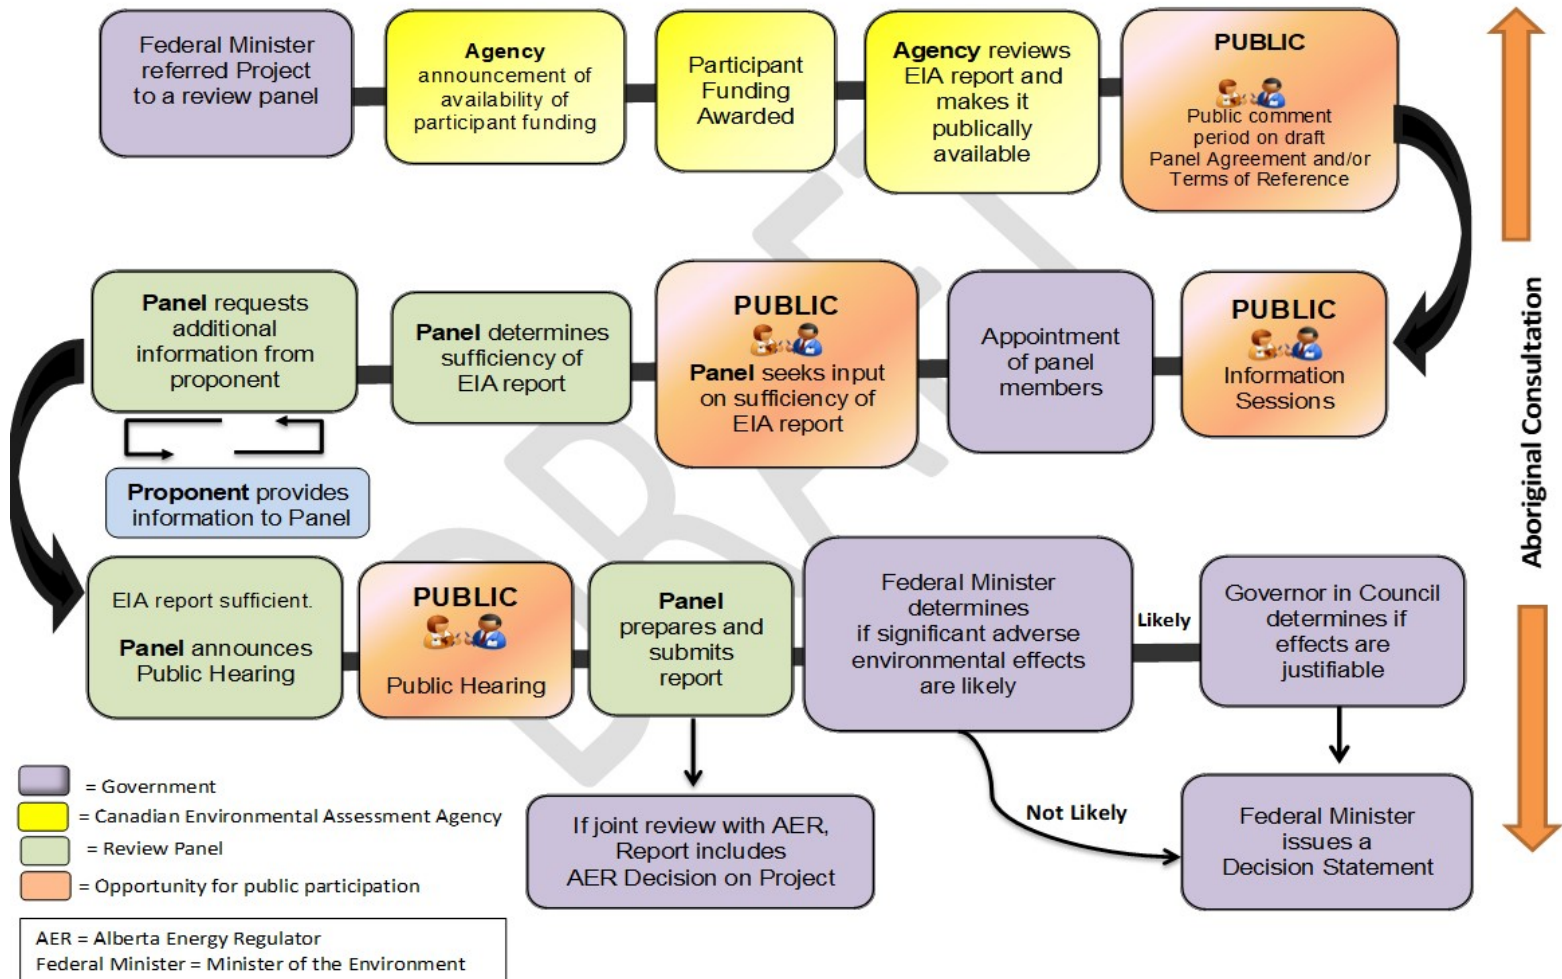 Federal Minister
referred Project
to a review panel
Agency
announcement of
availability of
participant funding
Participant
Funding
Awarded
Agency reviews
EIA report and
makes it
publically
available
PUBLIC
Public comment
period on draft
Panel Agreement and/or
Terms of Reference
Panel requests
additional
information from
proponent
Panel determines
sufficiency of
EIA report
PUBLIC
Panel seeks input
on sufficiency of
EIA report
Appointment
of panel
members
PUBLIC
Information
Sessions
Aboriginal Consultation
Proponent provides
information to Panel
EIA report sufficient.
Panel announces
Public Hearing
PUBLIC
Public Hearing
Panel
prepares and
submits
report
Federal Minister
determines
if significant adverse
environmental effects
are likely
Likely
Governor in Council
determines if
effects are
justifiable
Not Likely
If joint review with AER,
Report includes
AER Decision on Project
Federal Minister
issues a
Decision Statement
= Government
= Canadian Environmental Assessment Agency
= Review Panel
= Opportunity for public participation
AER = Alberta Energy Regulator
Federal Minister = Minister of the Environment
DRAFT